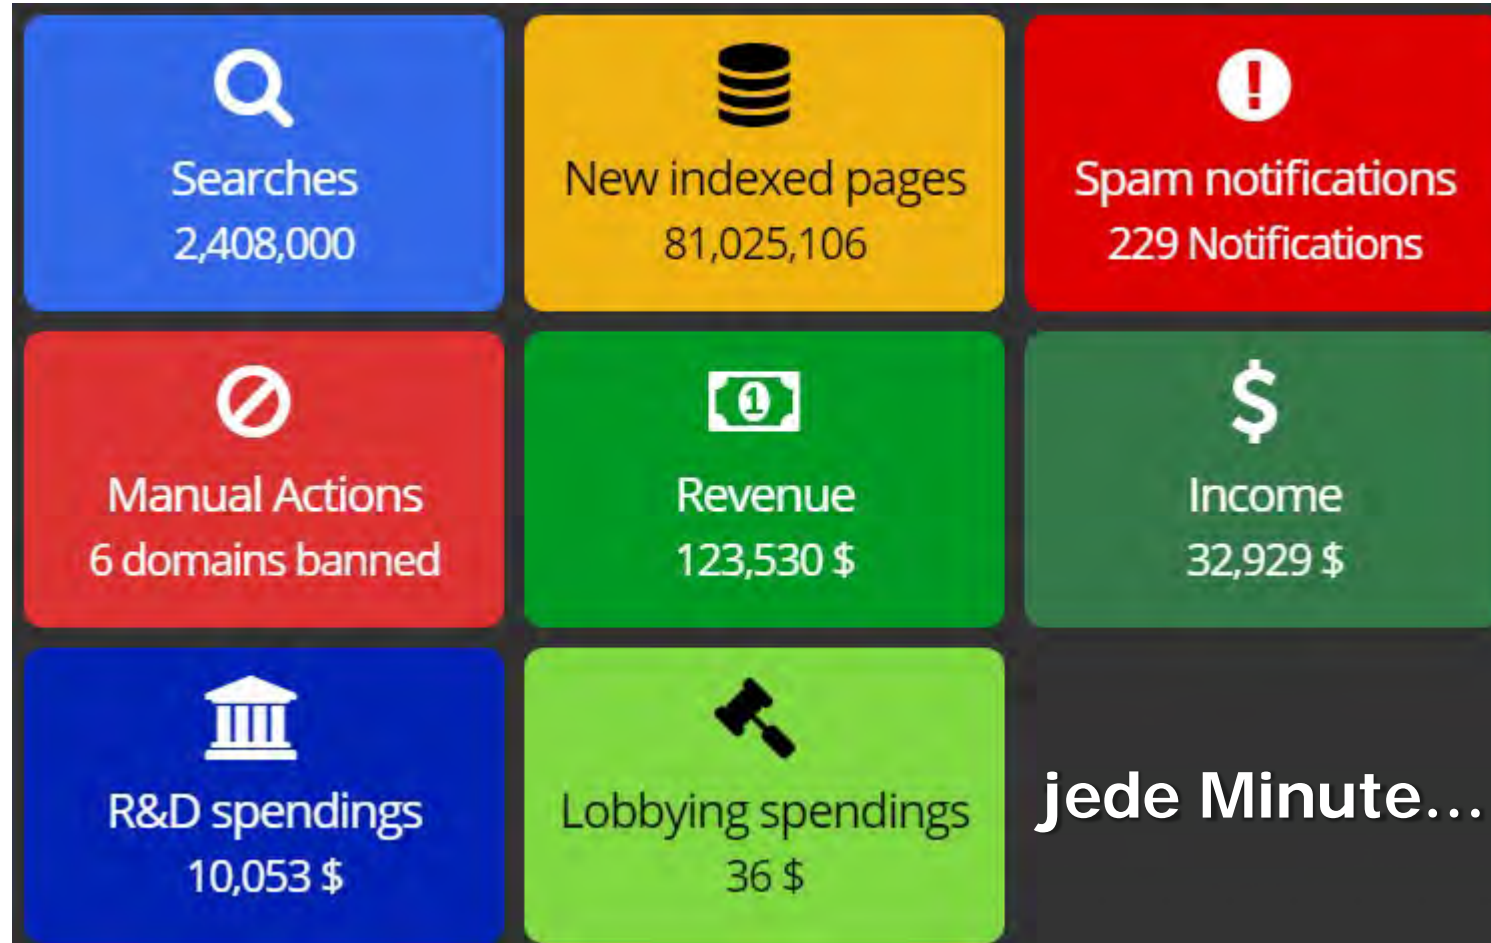 Searches
2,408,000
New indexed pages
81,025,106
Spam notifications
229 Notifications
Manual Actions
6 domains banned
1
Revenue
123,530 $
$
Income
32,929 $
R&D spendings
10,053 $
Lobbying spendings
36 $
jede Minute...